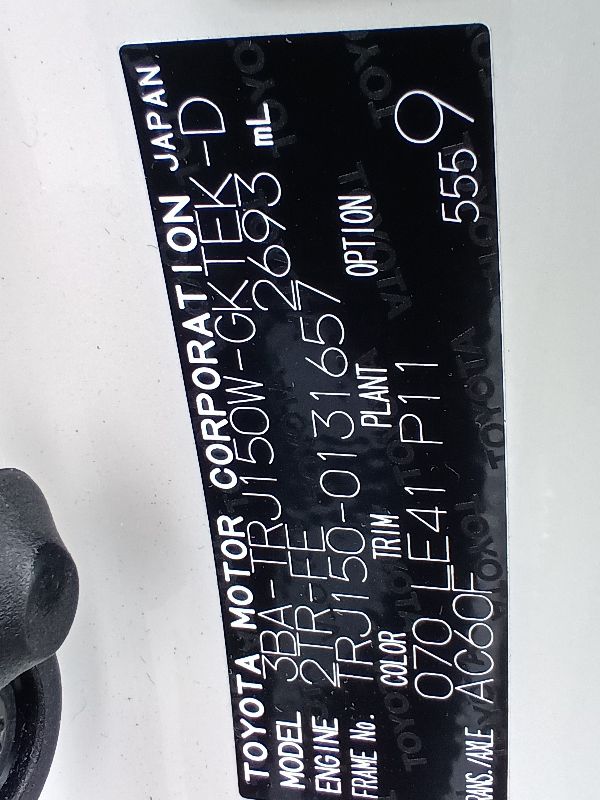 TOYOTA MOTOR CORPORATION JAPAN
MODEL 3BA-TRJ150W-GKTEK-D
ENGINE 2TR-FE 2693 mL
FRAME No. TRJ150-0131657
COLOR TRIM PLANT OPTION
070 LE41 P11 9
TRANS./AXLE AC60F 555